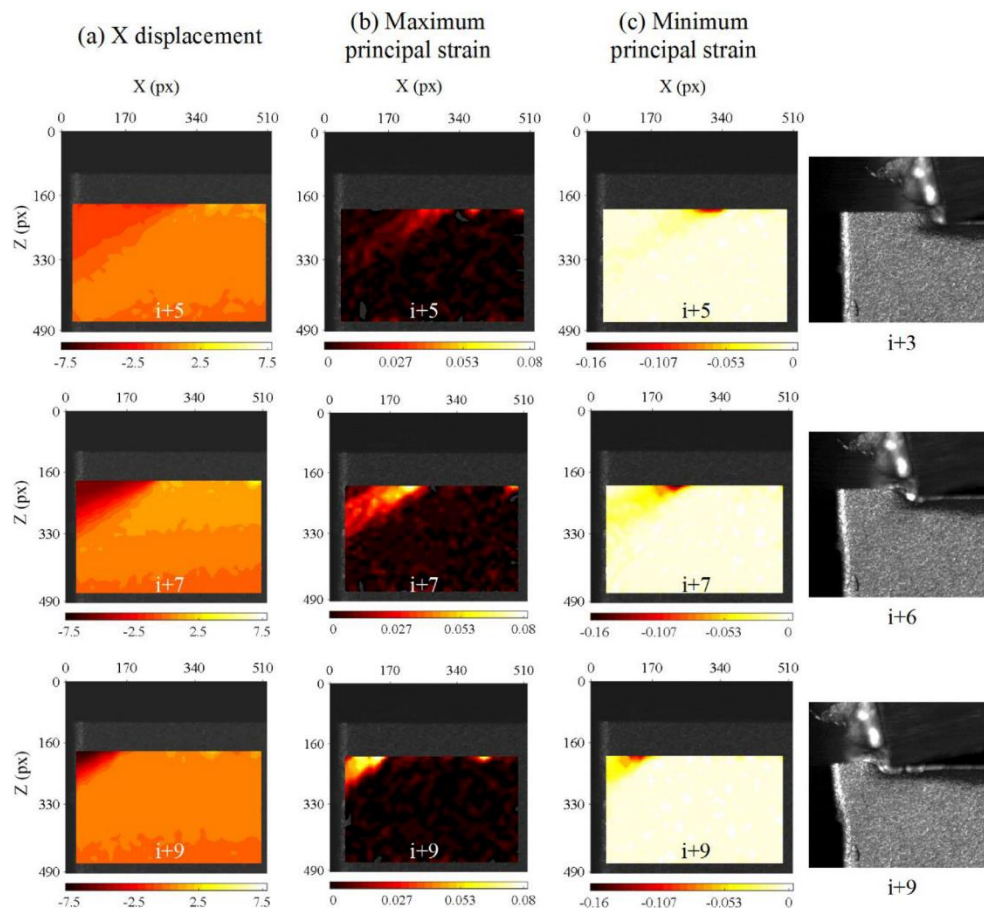 (a) X displacement
(b) Maximum
principal strain
(c) Minimum
principal strain
X (px)
X (px)
X (px)
0 170 340 510
0 170 340 510
0 170 340 510
0
160
330
490
Z (px)
i+5
i+5
i+5
-7.5 -2.5 2.5 7.5
0 0.027 0.053 0.08
-0.16 -0.107 -0.053 0
i+3
0 170 340 510
0 170 340 510
0 170 340 510
0
160
330
490
Z (px)
i+7
i+7
i+7
-7.5 -2.5 2.5 7.5
0 0.027 0.053 0.08
-0.16 -0.107 -0.053 0
i+6
0 170 340 510
0 170 340 510
0 170 340 510
0
160
330
490
Z (px)
i+9
i+9
i+9
-7.5 -2.5 2.5 7.5
0 0.027 0.053 0.08
-0.16 -0.107 -0.053 0
i+9